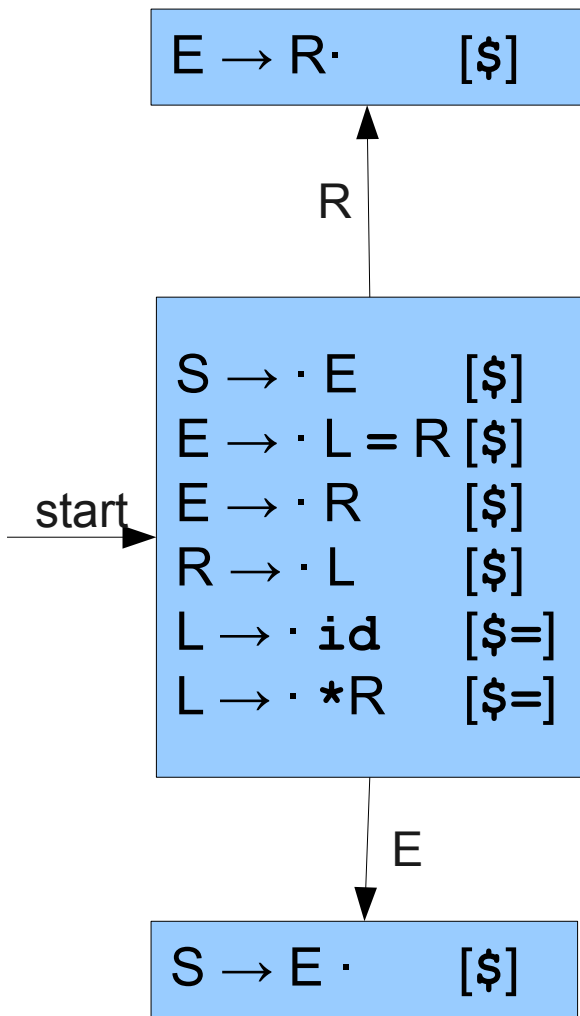 E → R· [$]
R
S → · E [$]
E → · L = R [$]
E → · R [$]
start
R → · L [$]
L → · id [$=]
L → · *R [$=]
E
S → E · [$]